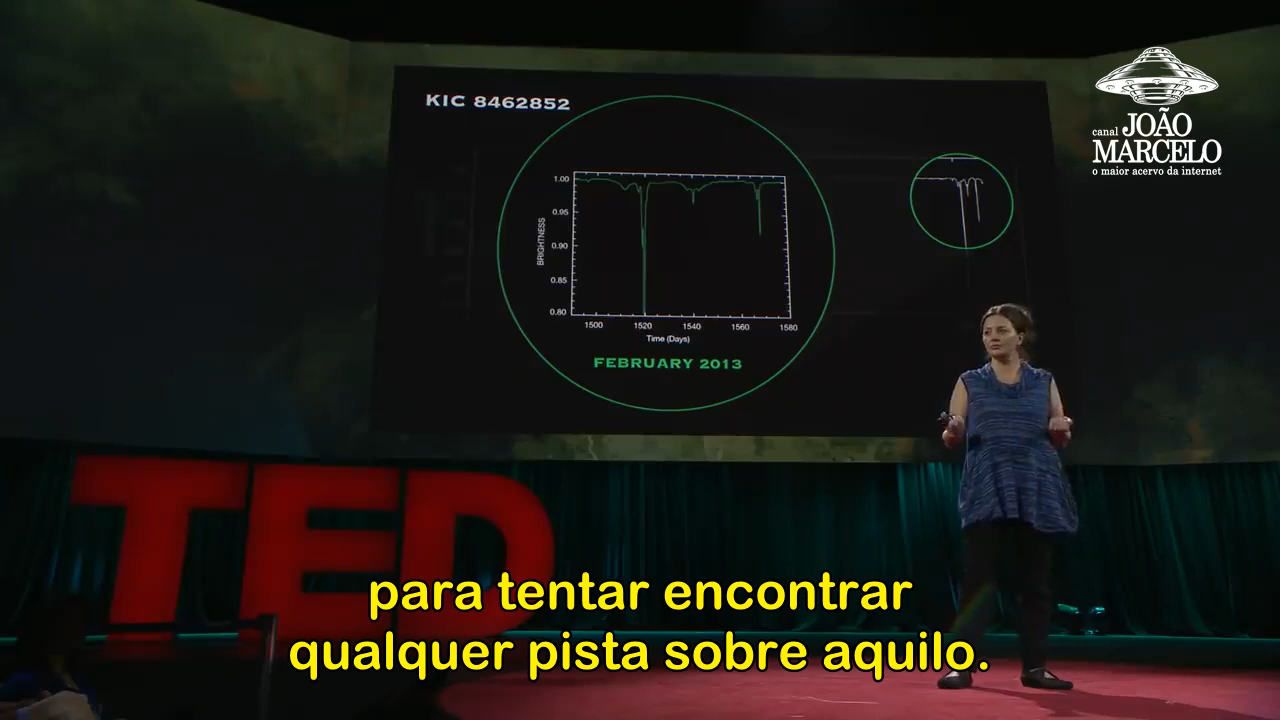 KIC 8462852
canal
JOÃO
MARCELO
o maior acervo da internet
1.00
0.95
0.90
0.85
0.80
BRIGHTNESS
1500 1520 1540 1560 1580
Time (Days)
FEBRUARY 2013
TED
para tentar encontrar
qualquer pista sobre aquilo.